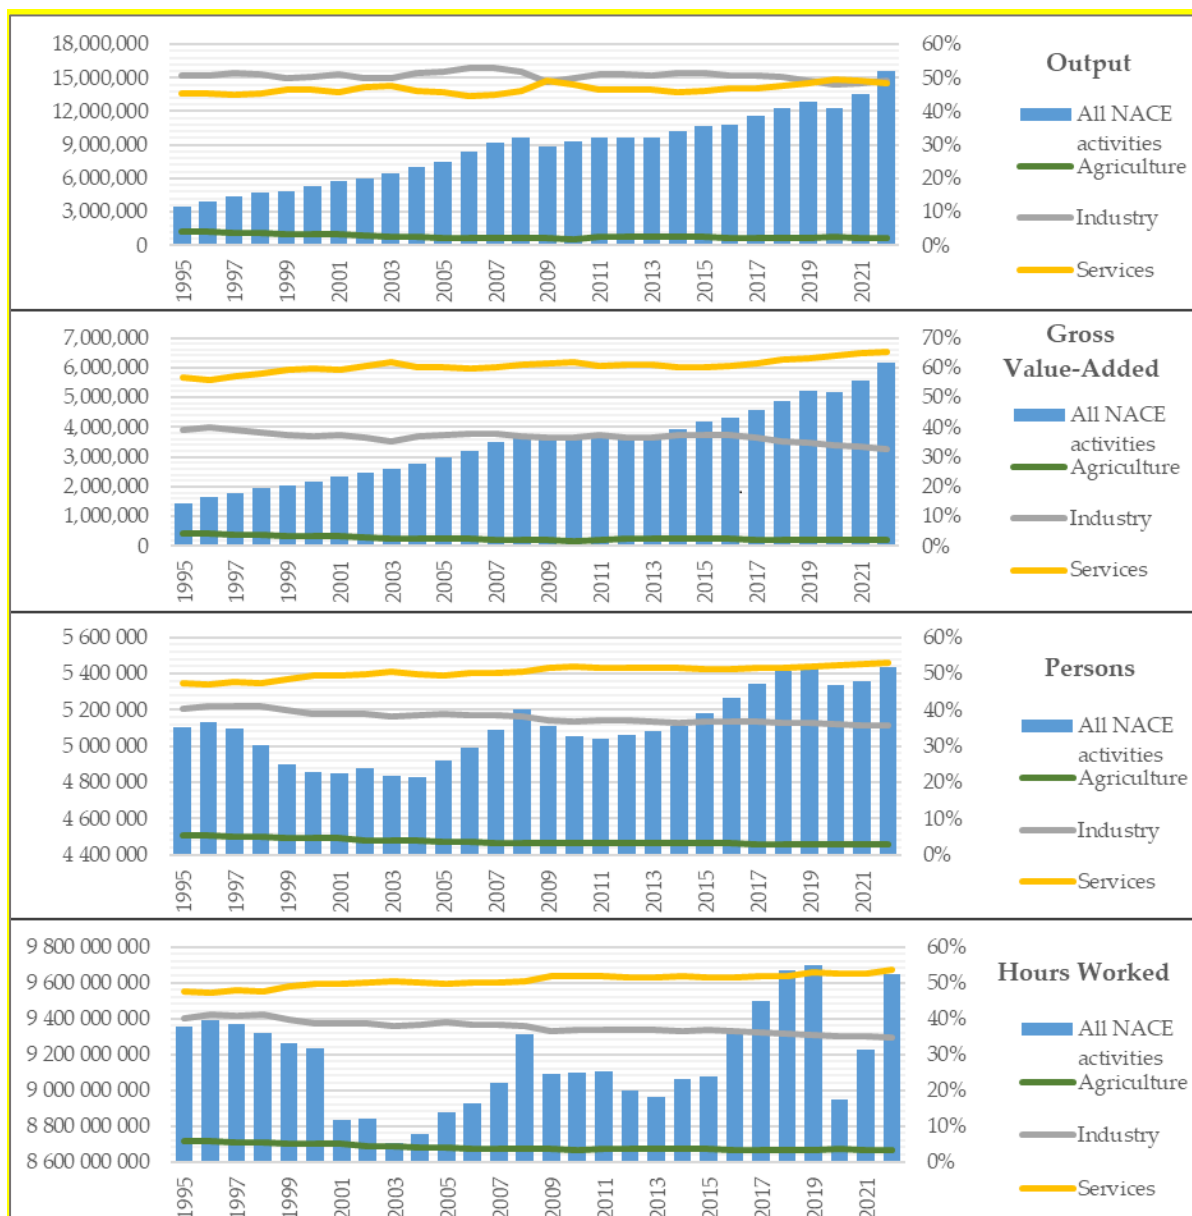 18,000,000
15,000,000
12,000,000
9,000,000
6,000,000
3,000,000
0
60%
50%
40%
30%
20%
10%
0%
1995
1997
1999
2001
2003
2005
2007
2009
2011
2013
2015
2017
2019
2021
Output
All NACE
activities
Agriculture
Industry
Services
7,000,000
6,000,000
5,000,000
4,000,000
3,000,000
2,000,000
1,000,000
0
70%
60%
50%
40%
30%
20%
10%
0%
1995
1997
1999
2001
2003
2005
2007
2009
2011
2013
2015
2017
2019
2021
Gross
Value-Added
All NACE
activities
Agriculture
Industry
Services
5 600 000
5 400 000
5 200 000
5 000 000
4 800 000
4 600 000
4 400 000
60%
50%
40%
30%
20%
10%
0%
1995
1997
1999
2001
2003
2005
2007
2009
2011
2013
2015
2017
2019
2021
Persons
All NACE
activities
Agriculture
Industry
Services
9 800 000 000
9 600 000 000
9 400 000 000
9 200 000 000
9 000 000 000
8 800 000 000
8 600 000 000
60%
50%
40%
30%
20%
10%
0%
1995
1997
1999
2001
2003
2005
2007
2009
2011
2013
2015
2017
2019
2021
Hours Worked
All NACE
activities
Agriculture
Industry
Services